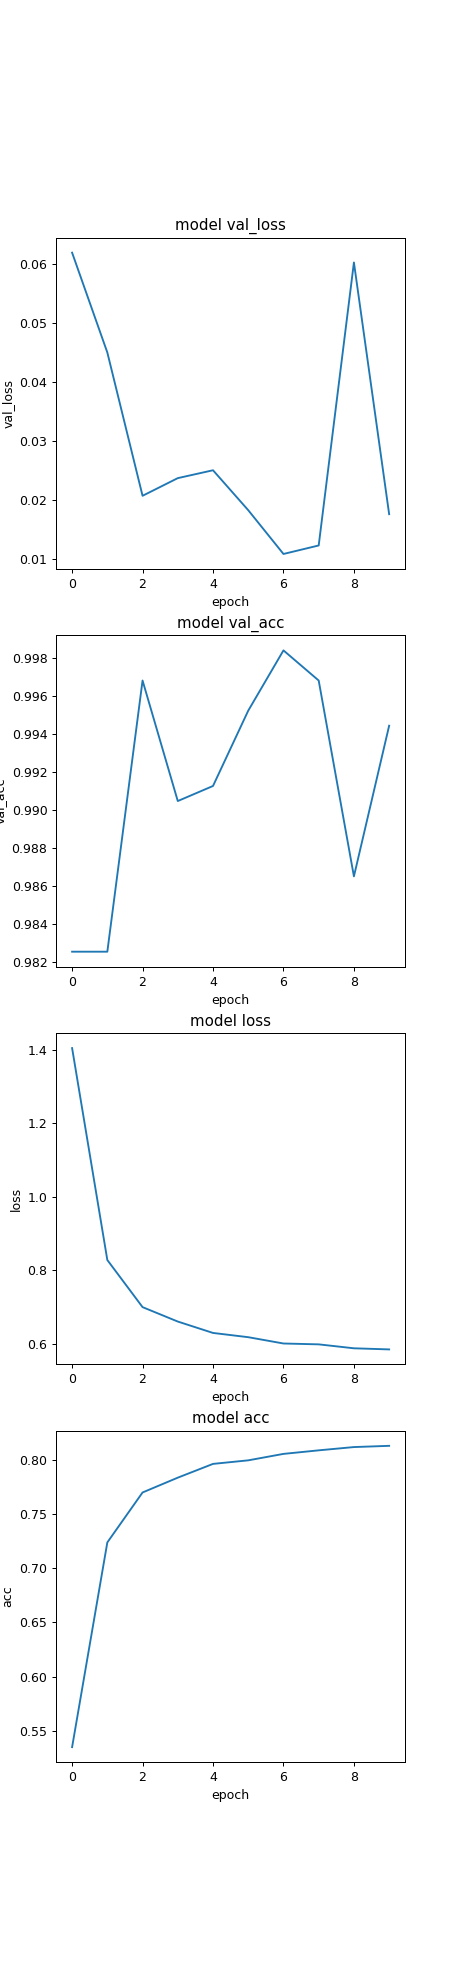 model val_loss
0.06
0.05
0.04
0.03
0.02
0.01
val_loss
0 2 4 6 8
epoch
model val_acc
0.998
0.996
0.994
0.992
0.990
0.988
0.986
0.984
0.982
val_acc
0 2 4 6 8
epoch
model loss
1.4
1.2
1.0
0.8
0.6
loss
0 2 4 6 8
epoch
model acc
0.80
0.75
0.70
0.65
0.60
0.55
acc
0 2 4 6 8
epoch